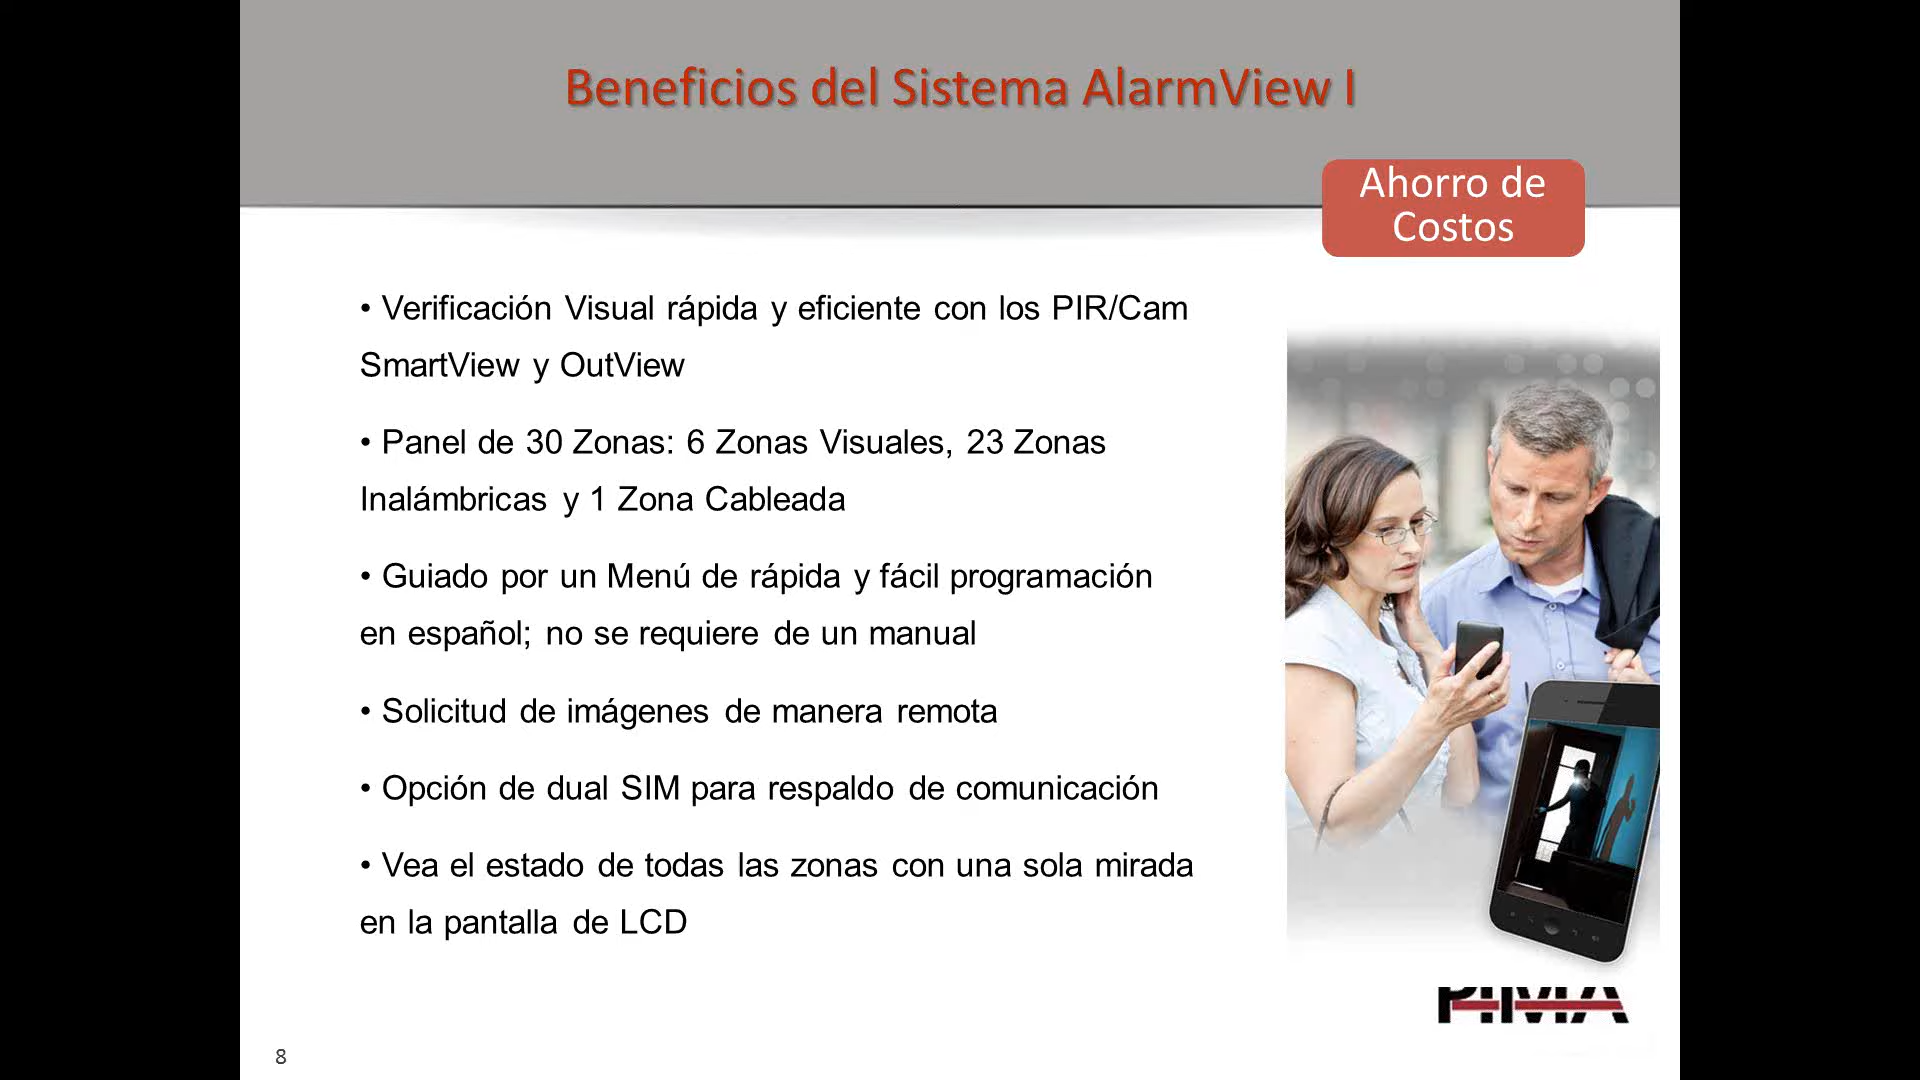 Beneficios del Sistema AlarmView I
Ahorro de
Costos
• Verificación Visual rápida y eficiente con los PIR/Cam
SmartView y OutView
• Panel de 30 Zonas: 6 Zonas Visuales, 23 Zonas
Inalámbricas y 1 Zona Cableada
• Guiado por un Menú de rápida y fácil programación
en español; no se requiere de un manual
• Solicitud de imágenes de manera remota
• Opción de dual SIM para respaldo de comunicación
• Vea el estado de todas las zonas con una sola mirada
en la pantalla de LCD
PIMA
8